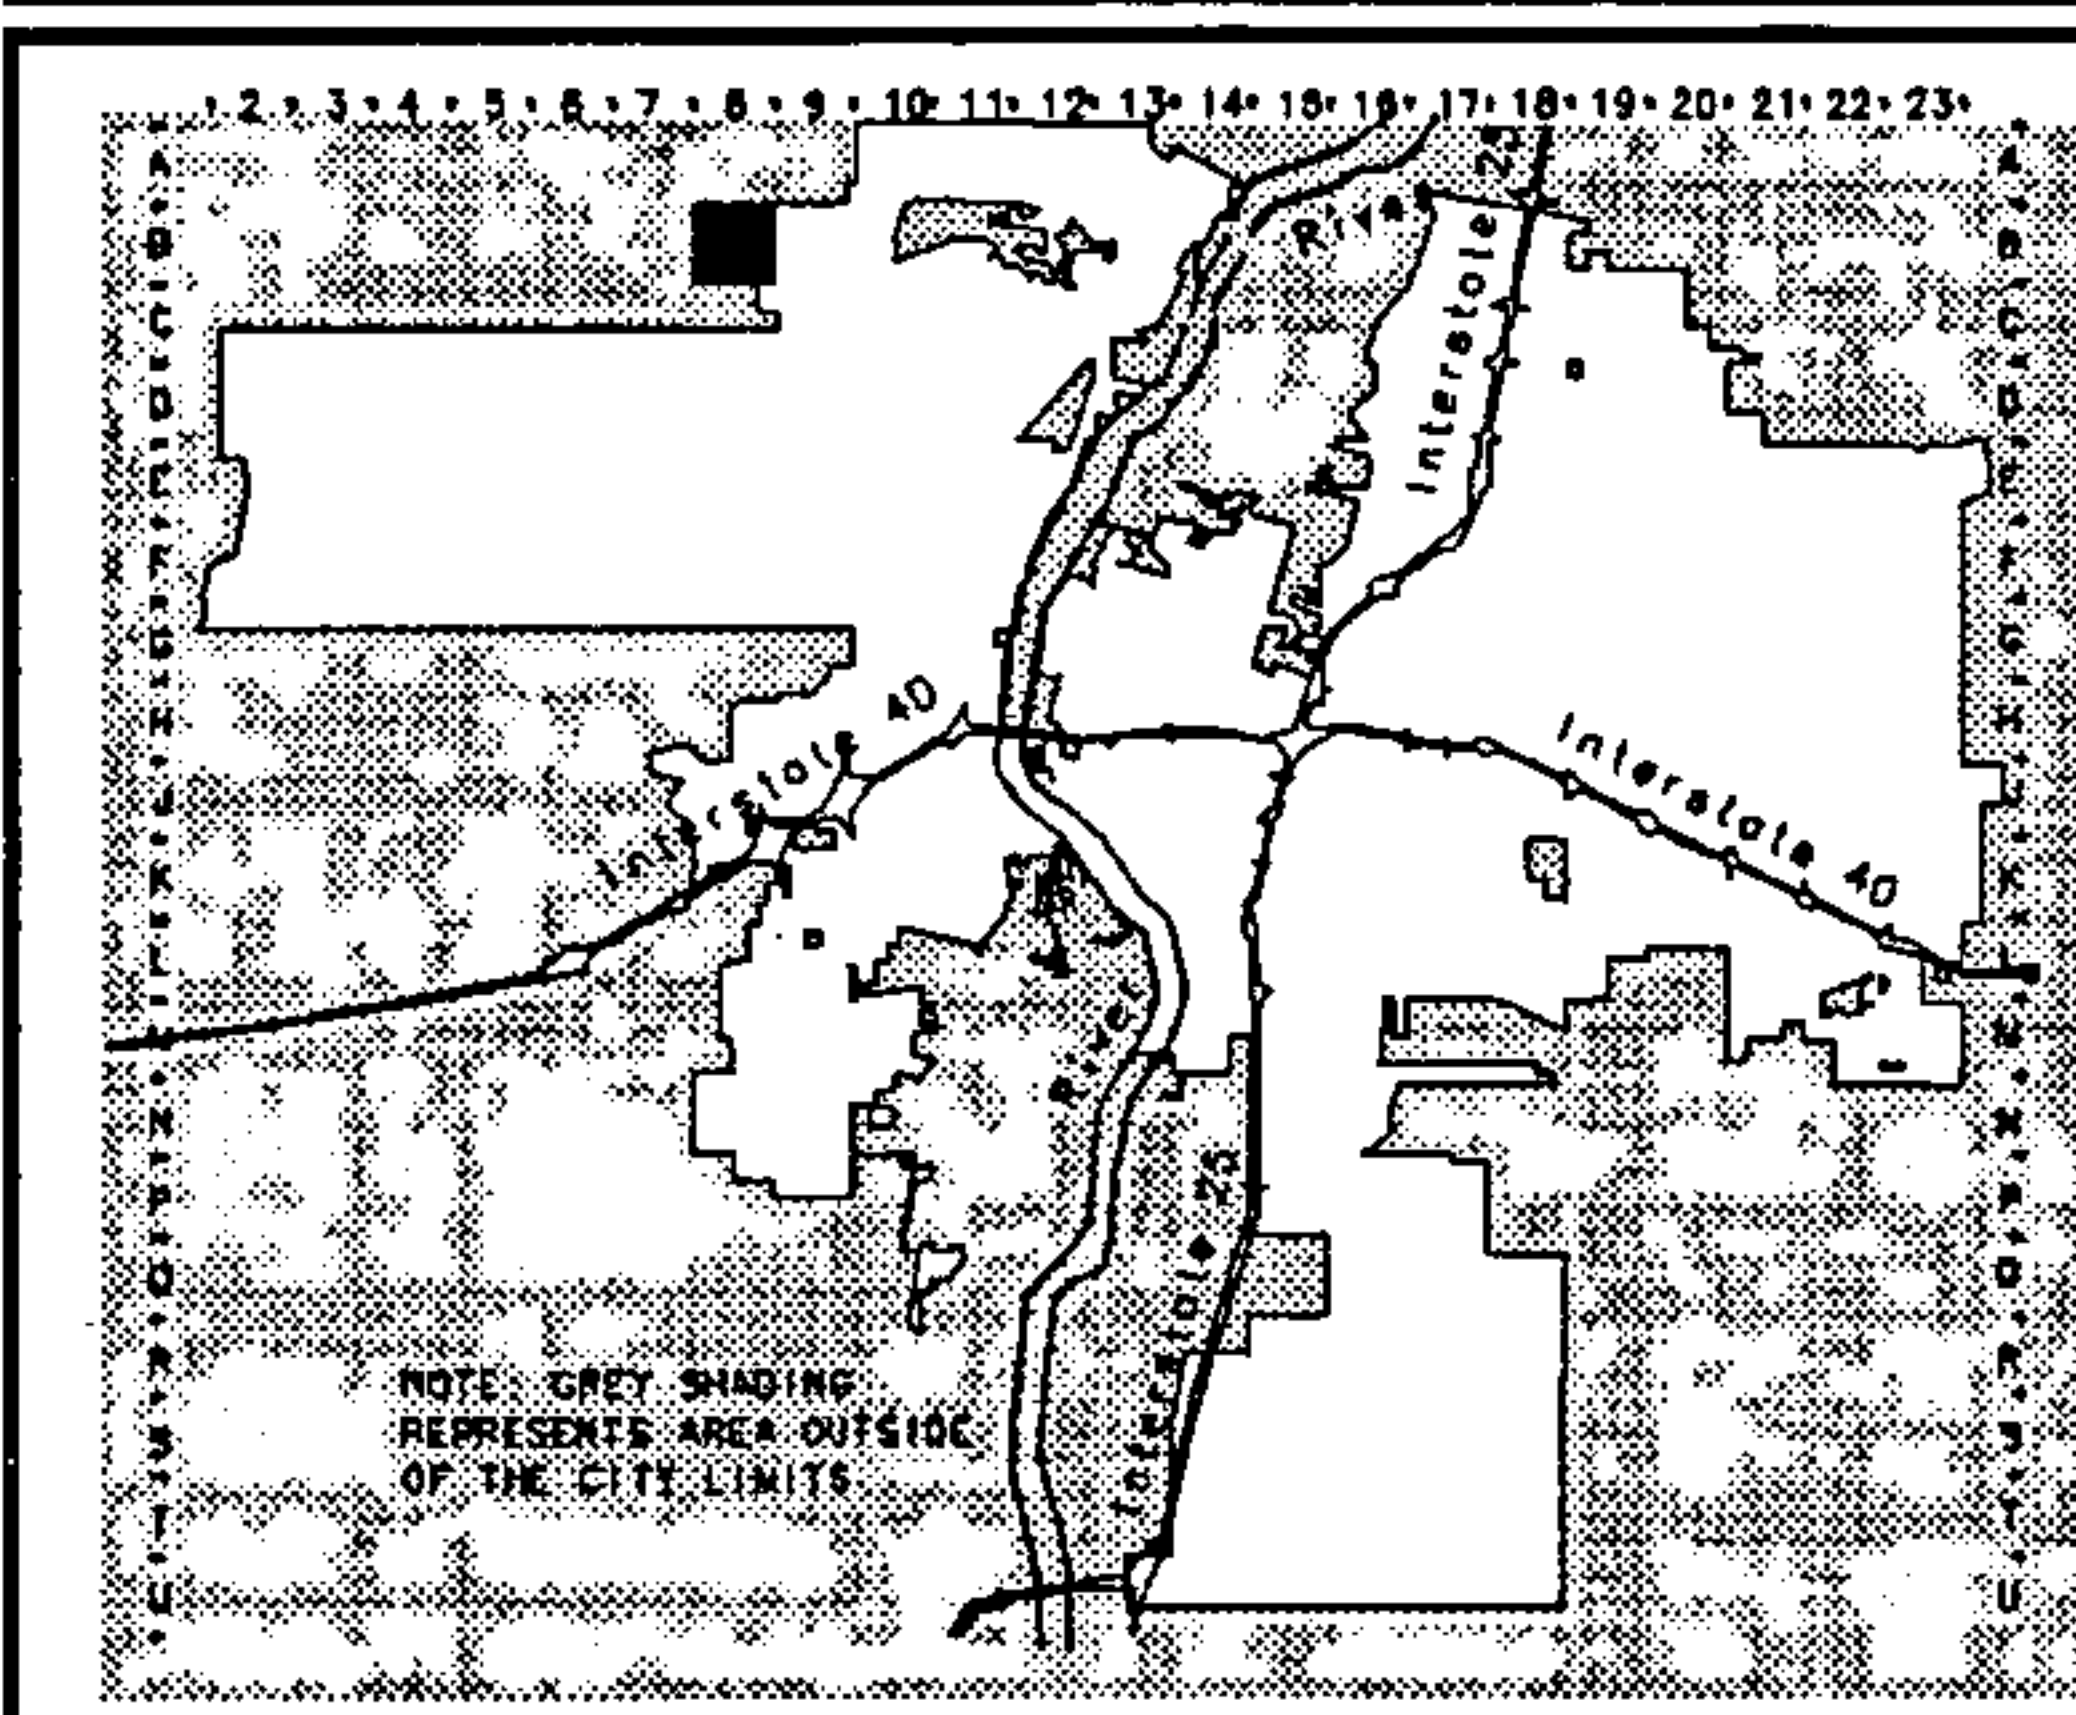 2 3 4 5 6 7 8 9 10 11 12 13 14 15 16 17 18 19 20 21 22 23
A A
B B
C C
D D
E E
F F
G G
H H
J J
K K
L L
M M
N N
P P
Q Q
R R
S S
T T
U U
River
Interstate 25
Interstate 40
Interstate 40
River
Interstate 25
NOTE: GREY SHADING
REPRESENTS AREA OUTSIDE
OF THE CITY LIMITS